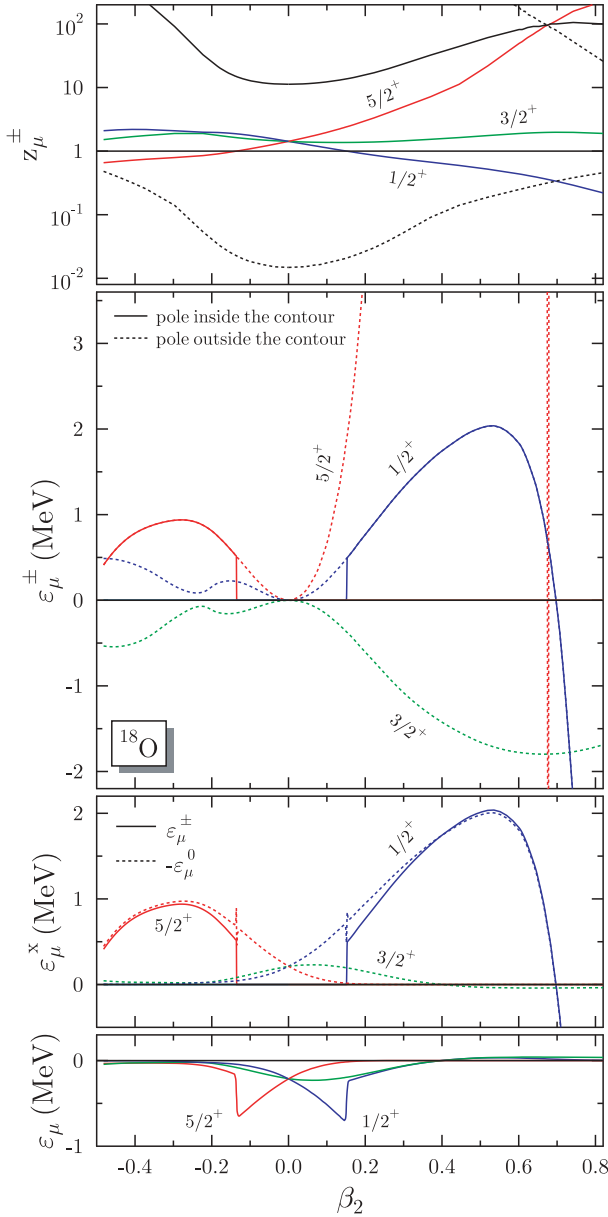 10²
10
1
10⁻¹
10⁻²
z_μ^±
5/2⁺
3/2⁺
1/2⁺
pole inside the contour
pole outside the contour
3
2
1
0
-1
-2
ε_μ^± (MeV)
5/2⁺
1/2⁺
3/2⁺
¹⁸O
2
1
0
ε_μ^x (MeV)
ε_μ^±
-ε_μ^0
1/2⁺
5/2⁺
3/2⁺
0
-1
ε_μ (MeV)
5/2⁺
1/2⁺
-0.4 -0.2 0.0 0.2 0.4 0.6 0.8
β₂